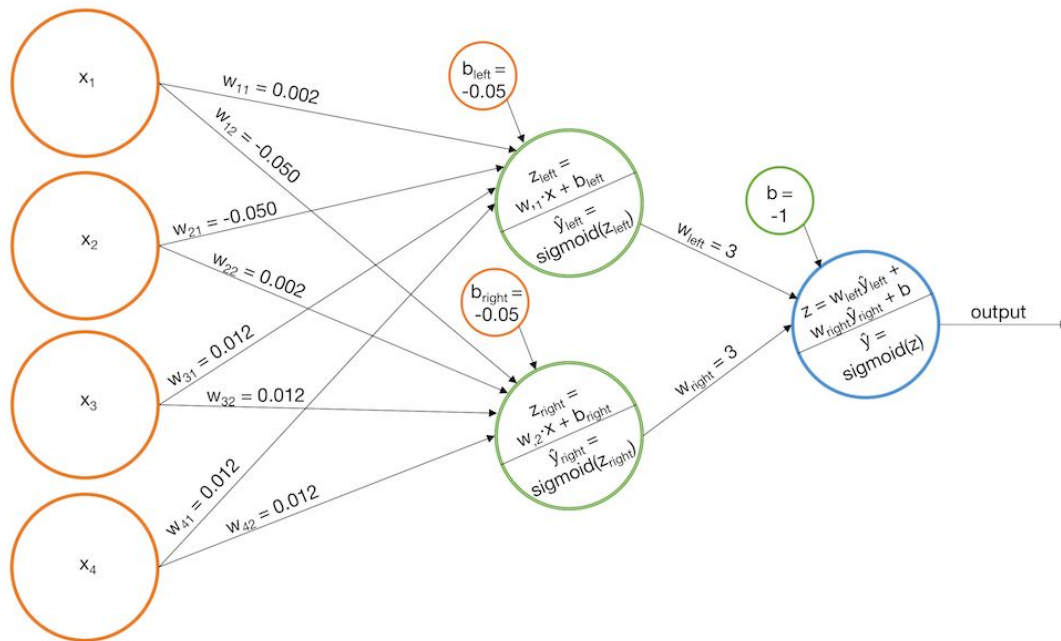 x₁
x₂
x₃
x₄
w₁₁ = 0.002
w₁₂ = -0.050
w₂₁ = -0.050
w₂₂ = 0.002
w₃₁ = 0.012
w₃₂ = 0.012
w₄₁ = 0.012
w₄₂ = 0.012
b_left =
-0.05
z_left =
w.₁·x + b_left
ŷ_left =
sigmoid(z_left)
b_right =
-0.05
z_right =
w.₂·x + b_right
ŷ_right =
sigmoid(z_right)
w_left = 3
w_right = 3
b =
-1
z = w_leftŷ_left +
w_rightŷ_right + b
ŷ =
sigmoid(z)
output